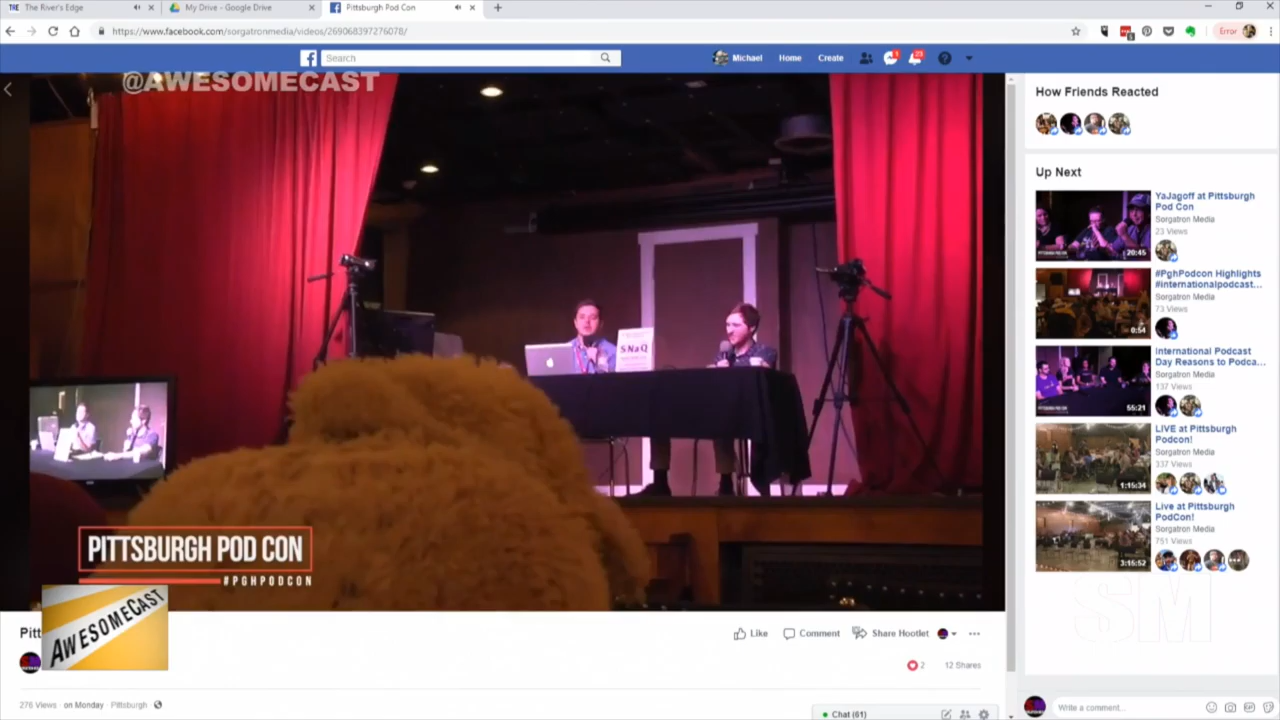 The River's Edge
My Drive - Google Drive
Pittsburgh Pod Con
https://www.facebook.com/sorgatronmedia/videos/269068397276078/
Error
Search
Michael
Home
Create
@AWESOMECAST
SNaQ
PITTSBURGH POD CON
#PGHPODCON
AWESOMECAST
Pitt
Like
Comment
Share Hootlet
2
12 Shares
276 Views · on Monday · Pittsburgh
Chat (61)
How Friends Reacted
Up Next
YaJagoff at Pittsburgh
Pod Con
Sorgatron Media
23 Views
20:45
#PghPodcon Highlights
#internationalpodcast...
Sorgatron Media
73 Views
0:54
International Podcast
Day Reasons to Podca...
Sorgatron Media
137 Views
55:21
LIVE at Pittsburgh
Podcon!
Sorgatron Media
337 Views
1:15:34
Live at Pittsburgh
PodCon!
Sorgatron Media
751 Views
3:15:52
SM
Write a comment...